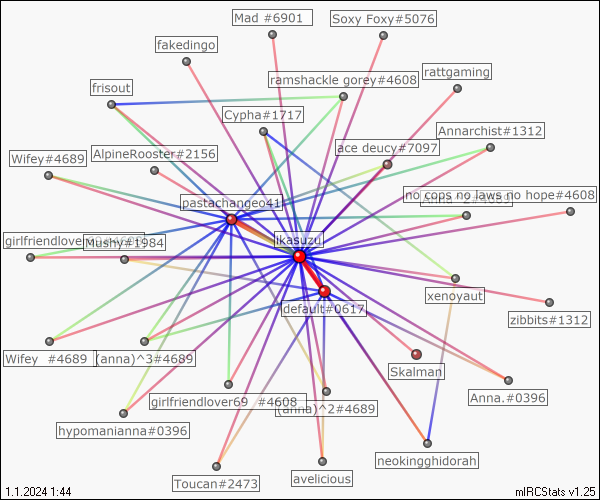 Mad #6901
Soxy Foxy#5076
fakedingo
rattgaming
ramshackle gorey#4608
frisout
Cypha#1717
Annarchist#1312
ace deucy#7097
AlpineRooster#2156
Wifey#4689
no cops no laws no hope#4608
pastachangeo41
Ikasuzu
girlfriendlover
Mushy#1984
xenoyaut
default#0617
zibbits#1312
Wifey #4689
(anna)^3#4689
Skalman
Anna.#0396
girlfriendlover69 #4608
(anna)^2#4689
hypomanianna#0396
neokingghidorah
Toucan#2473
avelicious
1.1.2024 1:44
mIRCStats v1.25